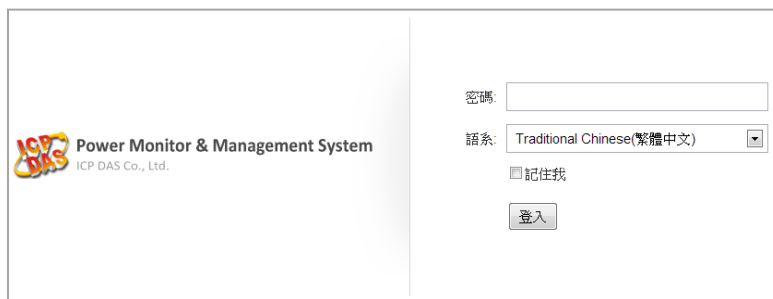 ICP DAS
Power Monitor & Management System
ICP DAS Co., Ltd.
密碼:
語系: Traditional Chinese(繁體中文)
記住我
登入